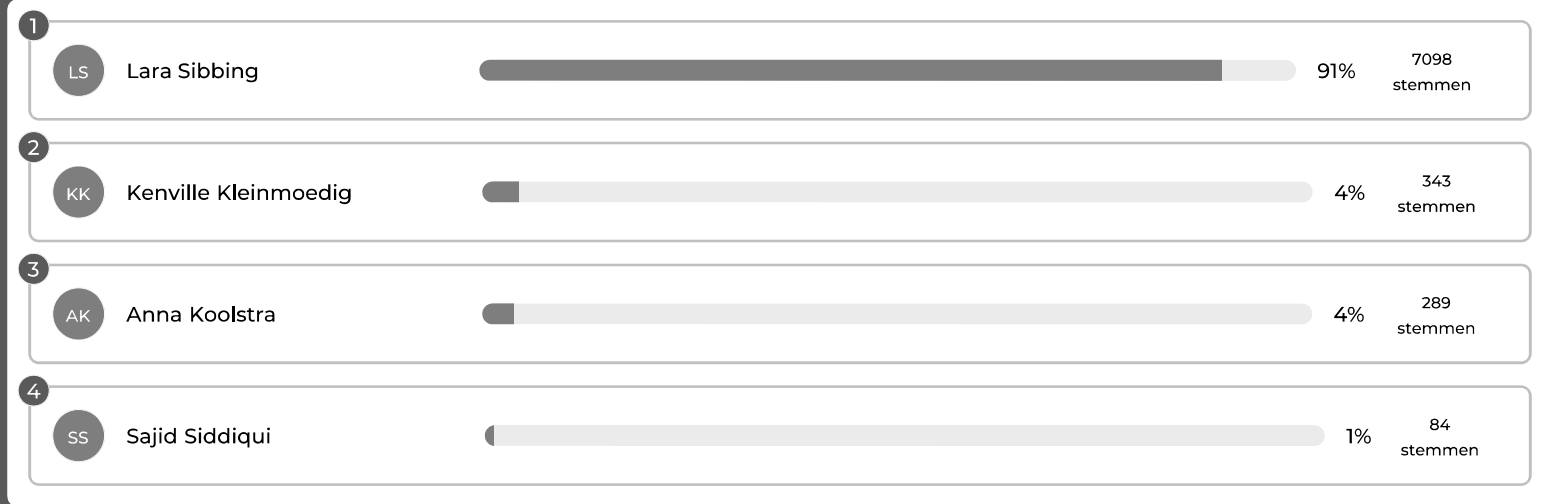 1
LS Lara Sibbing 91% 7098
stemmen
2
KK Kenville Kleinmoedig 4% 343
stemmen
3
AK Anna Koolstra 4% 289
stemmen
4
SS Sajid Siddiqui 1% 84
stemmen